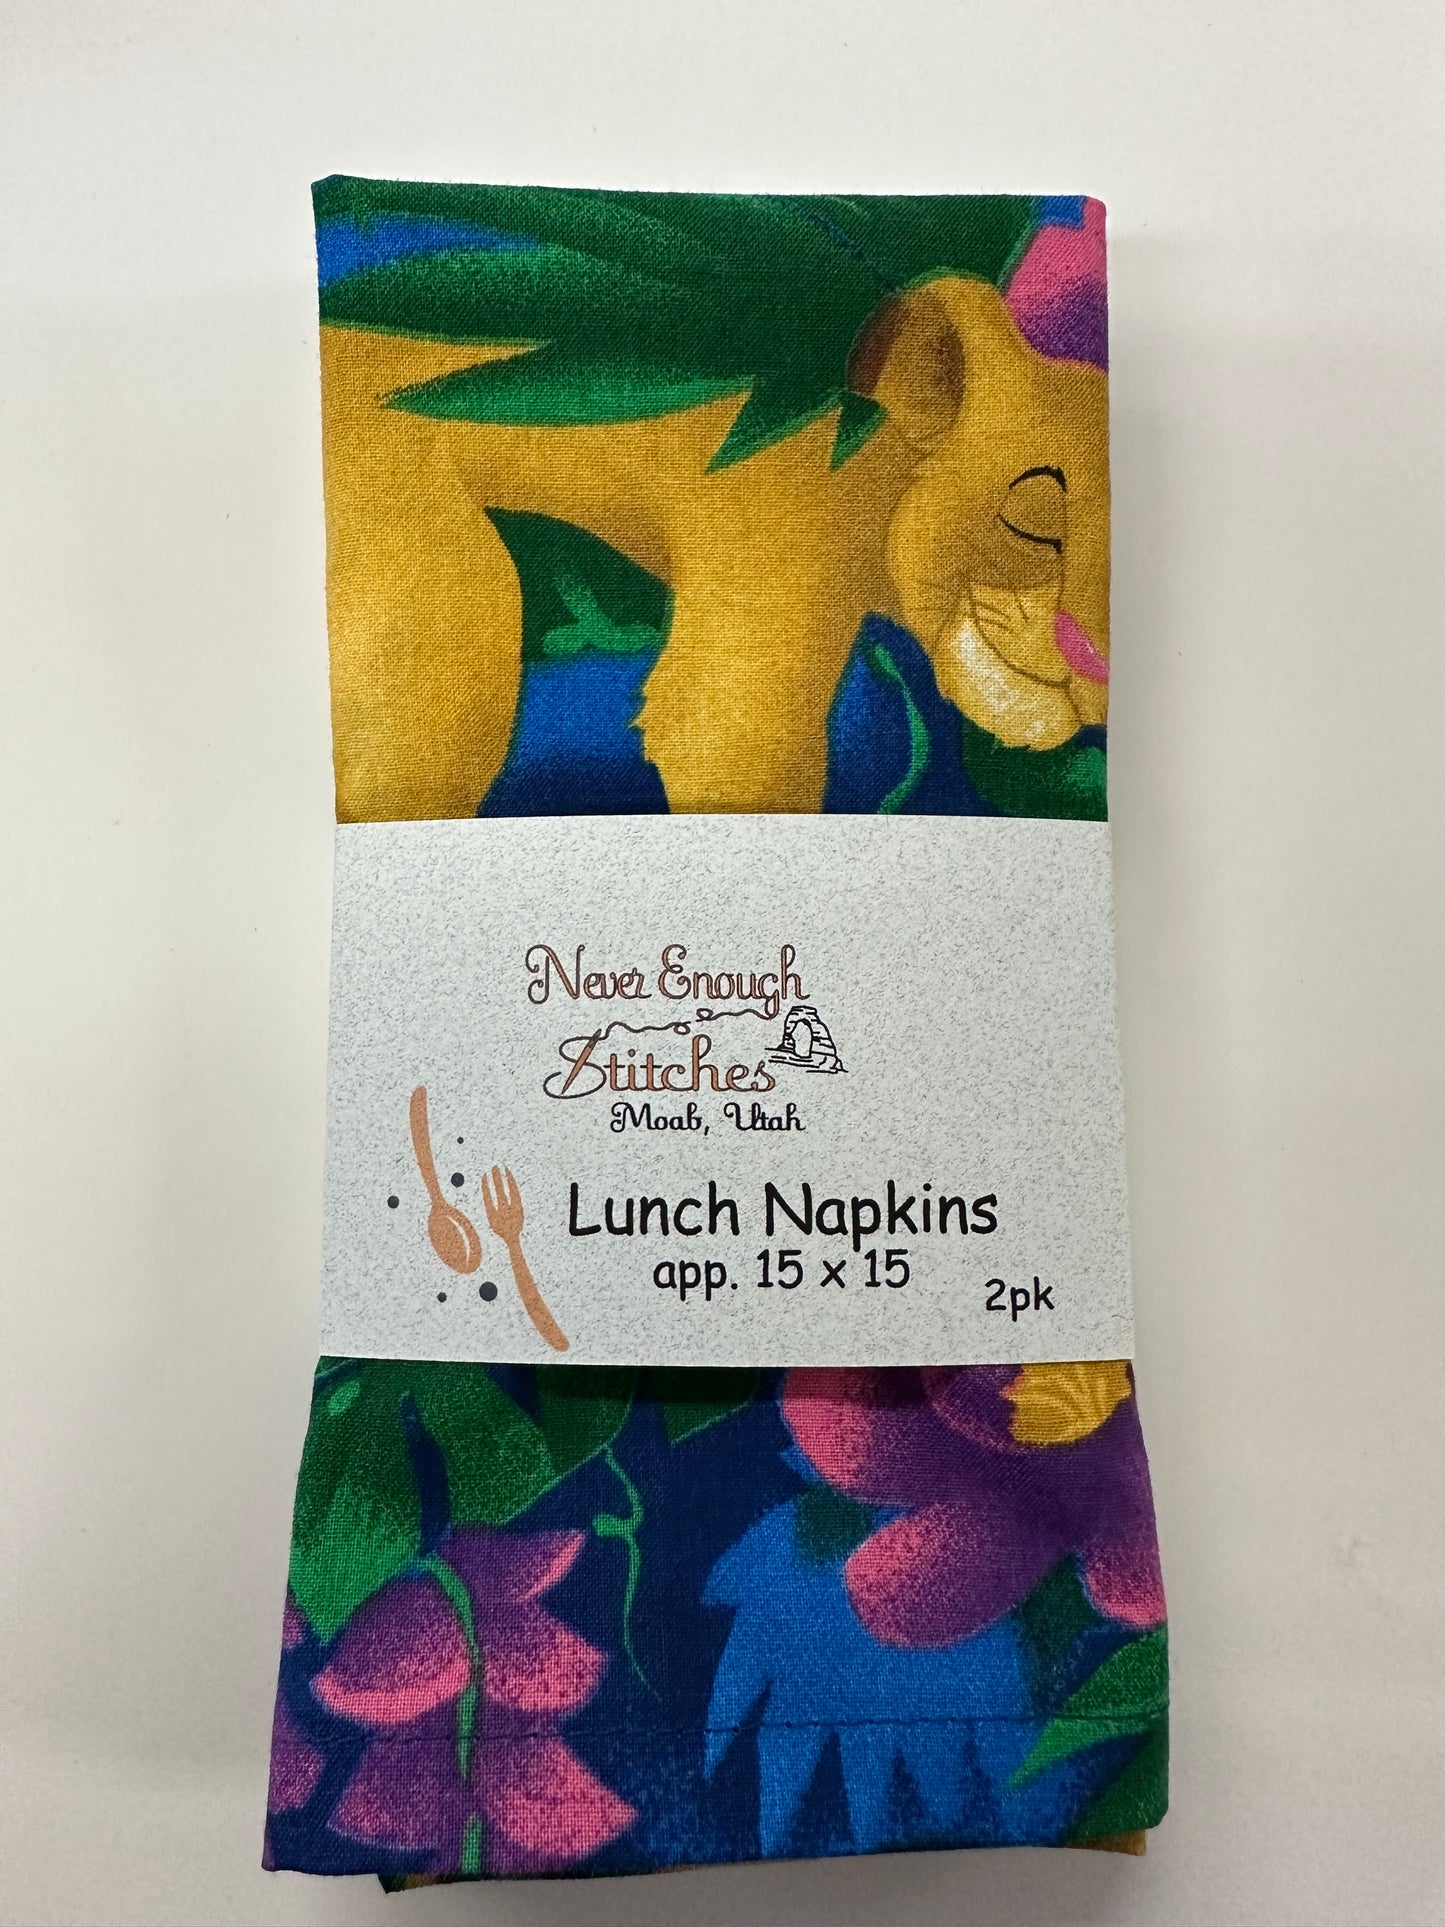 Never Enough
Stitches
Moab, Utah
Lunch Napkins
app. 15 x 15
2pk